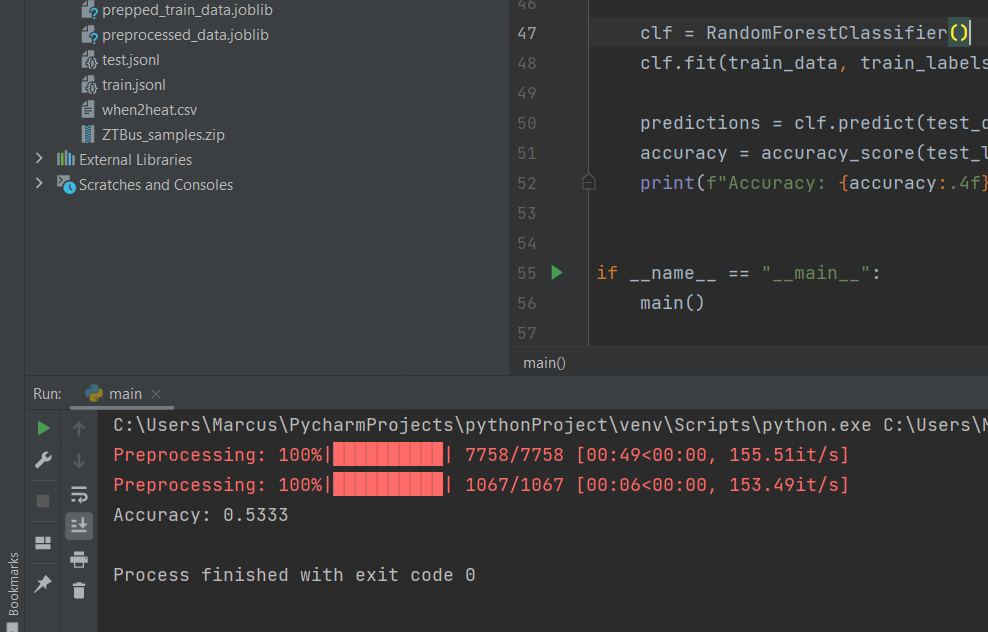 prepped_train_data.joblib
preprocessed_data.joblib
test.jsonl
train.jsonl
when2heat.csv
ZTBus_samples.zip
External Libraries
Scratches and Consoles
46
47 clf = RandomForestClassifier()
48 clf.fit(train_data, train_labels
49
50 predictions = clf.predict(test_d
51 accuracy = accuracy_score(test_l
52 print(f"Accuracy: {accuracy:.4f}
53
54
55 if __name__ == "__main__":
56 main()
57
main()
Run: main
C:\Users\Marcus\PycharmProjects\pythonProject\venv\Scripts\python.exe C:\Users\M
Preprocessing: 100%|██████████| 7758/7758 [00:49<00:00, 155.51it/s]
Preprocessing: 100%|██████████| 1067/1067 [00:06<00:00, 153.49it/s]
Accuracy: 0.5333
Process finished with exit code 0
Bookmarks